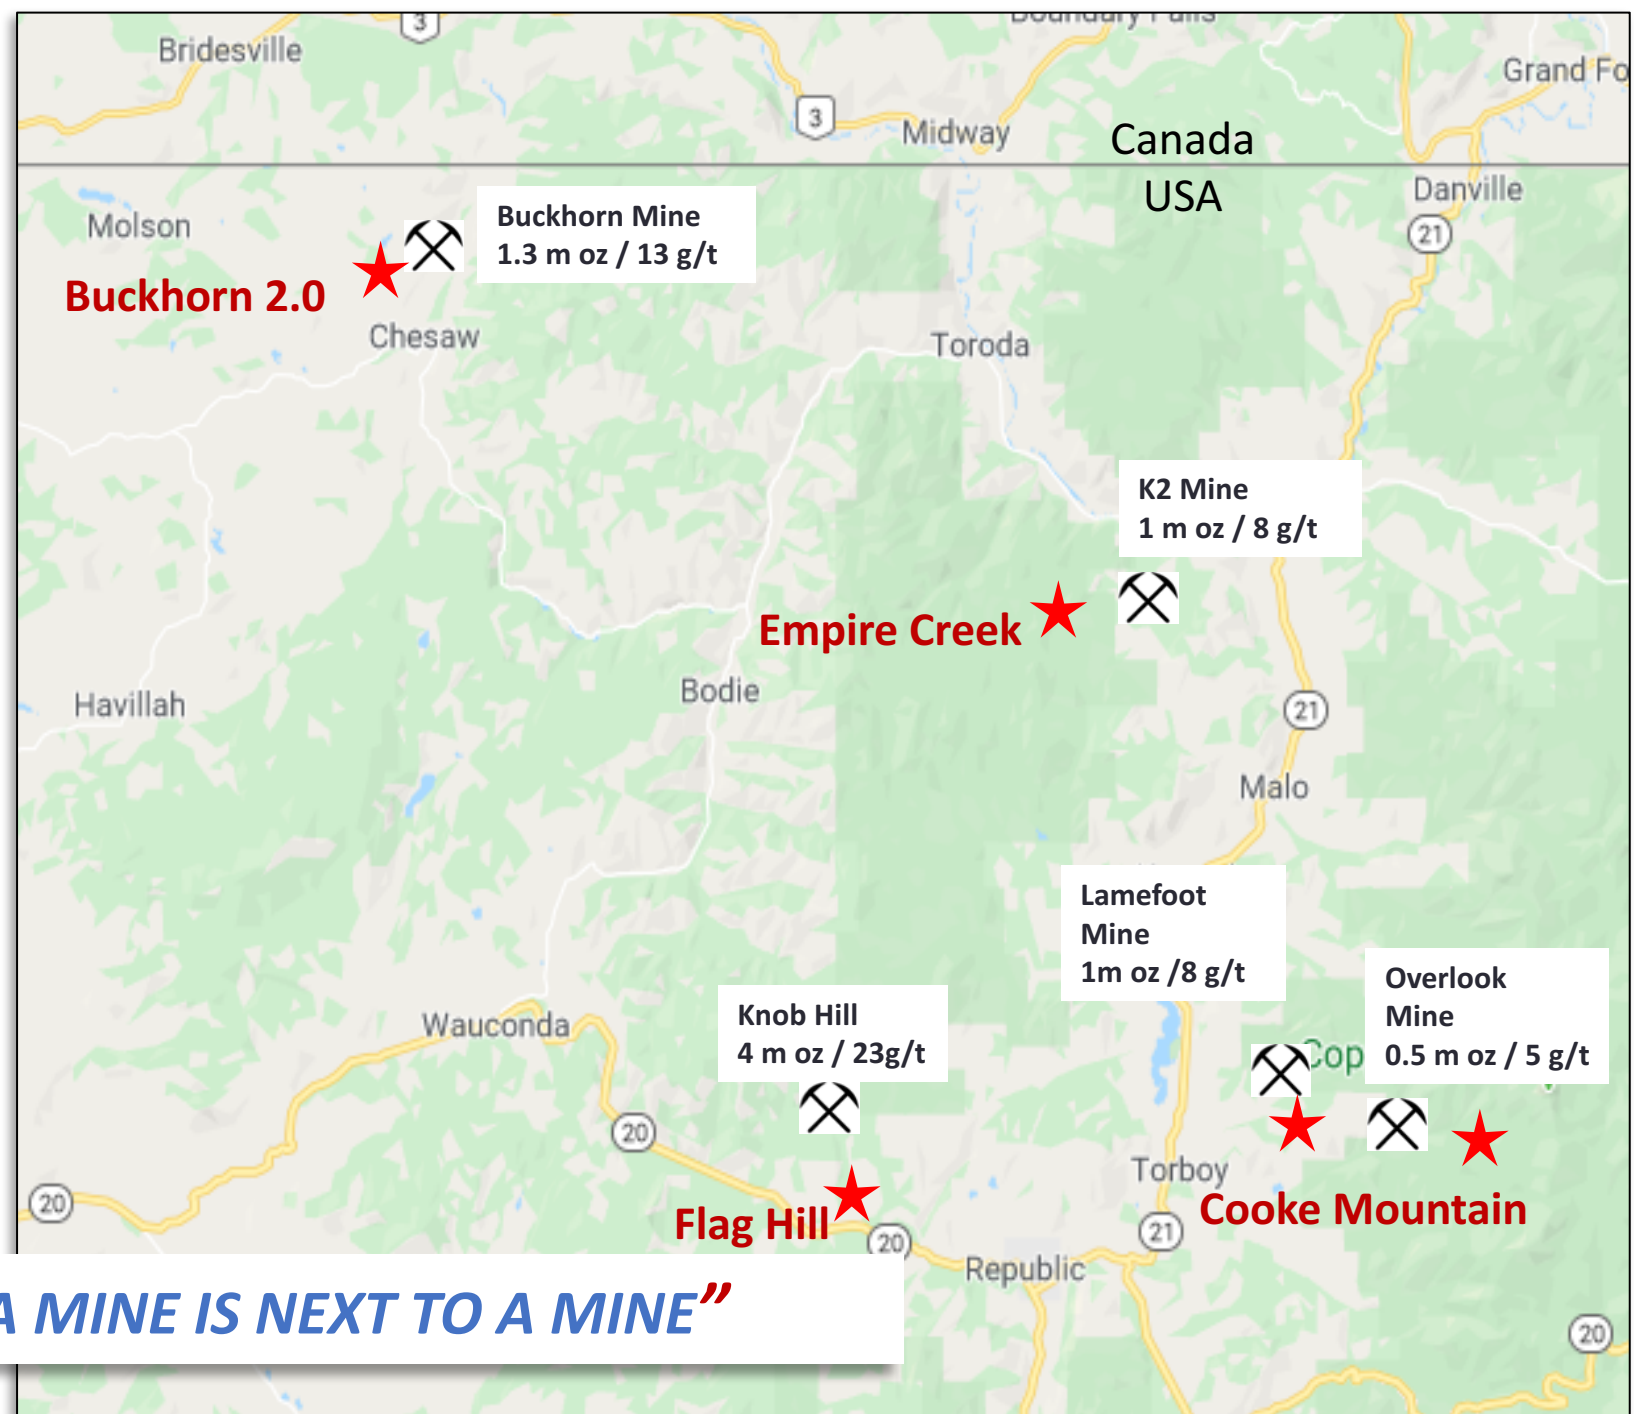 Boundary Falls
3
Bridesville
Grand Fo
3
Midway
Canada
USA
Danville
Molson
Buckhorn Mine
1.3 m oz / 13 g/t
21
Buckhorn 2.0
Chesaw
Toroda
K2 Mine
1 m oz / 8 g/t
Empire Creek
Bodie
Havillah
21
Malo
Lamefoot
Mine
1m oz /8 g/t
Overlook
Mine
0.5 m oz / 5 g/t
Knob Hill
4 m oz / 23g/t
Wauconda
Cop
20
Torboy
20
Cooke Mountain
Flag Hill
21
20
Republic
A MINE IS NEXT TO A MINE”
20